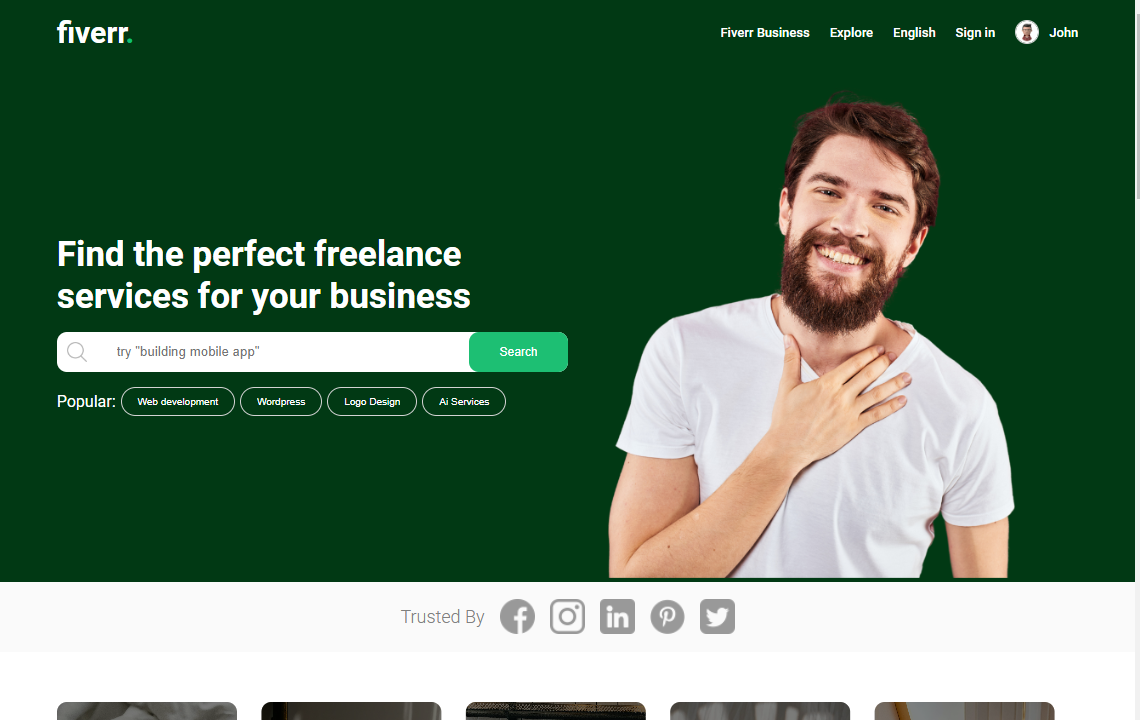 fiverr.
Fiverr Business Explore English Sign in John
Find the perfect freelance
services for your business
try "building mobile app" Search
Popular: Web development Wordpress Logo Design Ai Services
Trusted By